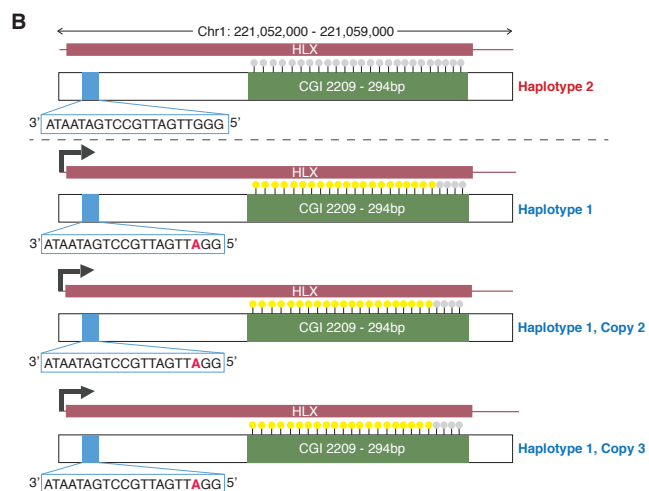 B
Chr1: 221,052,000 - 221,059,000
HLX
CGI 2209 - 294bp
Haplotype 2
3’ ATAATAGTCCGTTAGTTGGG 5’
HLX
CGI 2209 - 294bp
Haplotype 1
3’ ATAATAGTCCGTTAGTTAGG 5’
HLX
CGI 2209 - 294bp
Haplotype 1, Copy 2
3’ ATAATAGTCCGTTAGTTAGG 5’
HLX
CGI 2209 - 294bp
Haplotype 1, Copy 3
3’ ATAATAGTCCGTTAGTTAGG 5’